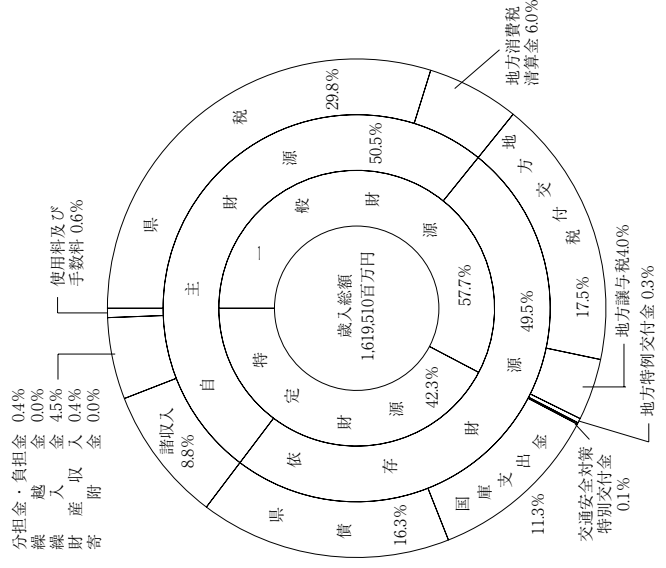 歳入総額
1,619,510百万円
一般財源
57.7%
特定財源
42.3%
自主財源
50.5%
依存財源
49.5%
県税
29.8%
地方消費税
清算金 6.0%
地方交付税
17.5%
地方譲与税4.0%
地方特例交付金 0.3%
交通安全対策
特別交付金
0.1%
国庫支出金
11.3%
県債
16.3%
諸収入
8.8%
分担金・負担金 0.4%
繰越金 0.0%
繰入金 4.5%
財産収入 0.4%
寄附金 0.0%
使用料及び
手数料 0.6%